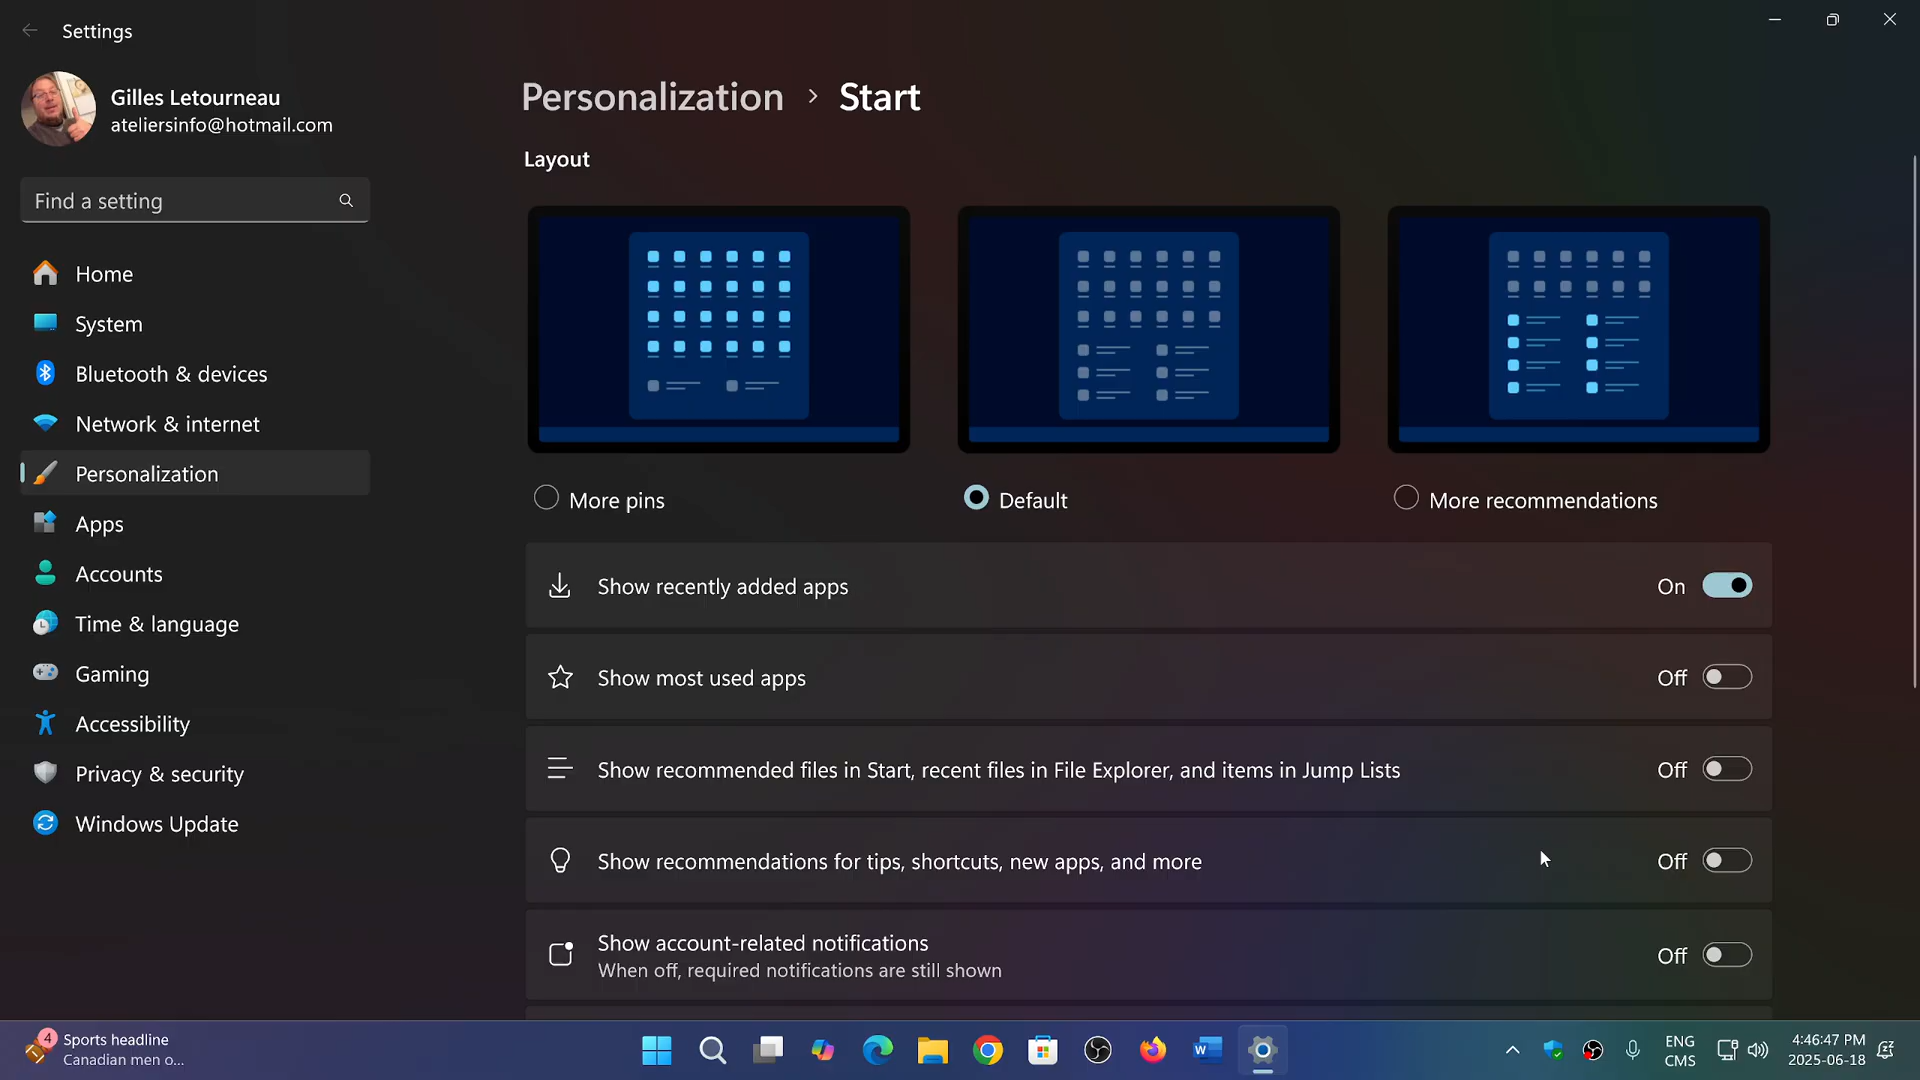 Settings
Gilles Letourneau
ateliersinfo@hotmail.com
Find a setting
Home
System
Bluetooth & devices
Network & internet
Personalization
Apps
Accounts
Time & language
Gaming
Accessibility
Privacy & security
Windows Update
Personalization > Start
Layout
More pins
Default
More recommendations
Show recently added apps On
Show most used apps Off
Show recommended files in Start, recent files in File Explorer, and items in Jump Lists Off
Show recommendations for tips, shortcuts, new apps, and more Off
Show account-related notifications Off
When off, required notifications are still shown
4
Sports headline
Canadian men o...
W
ENG
CMS
4:46:47 PM
2025-06-18